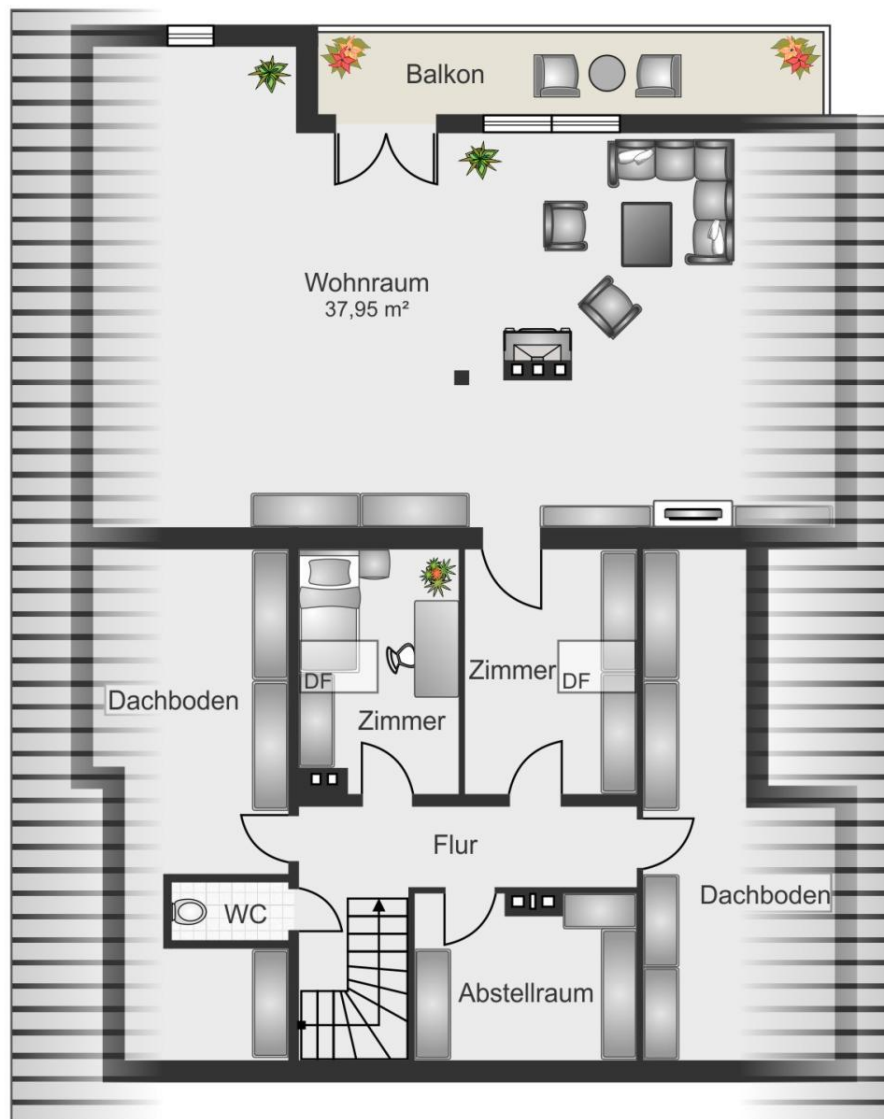 Balkon
Wohnraum
37,95 m²
Dachboden
DF
Zimmer
Zimmer
DF
Flur
WC
Dachboden
Abstellraum